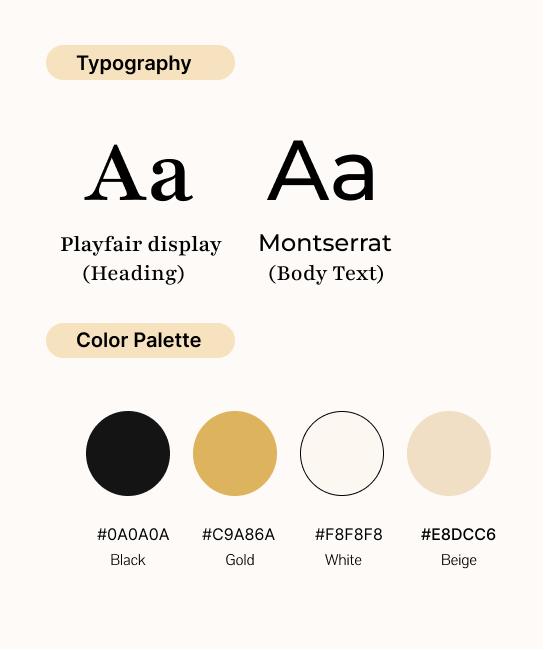 Typography
Aa Aa
Playfair display Montserrat
(Heading) (Body Text)
Color Palette
#0A0A0A #C9A86A #F8F8F8 #E8DCC6
Black Gold White Beige